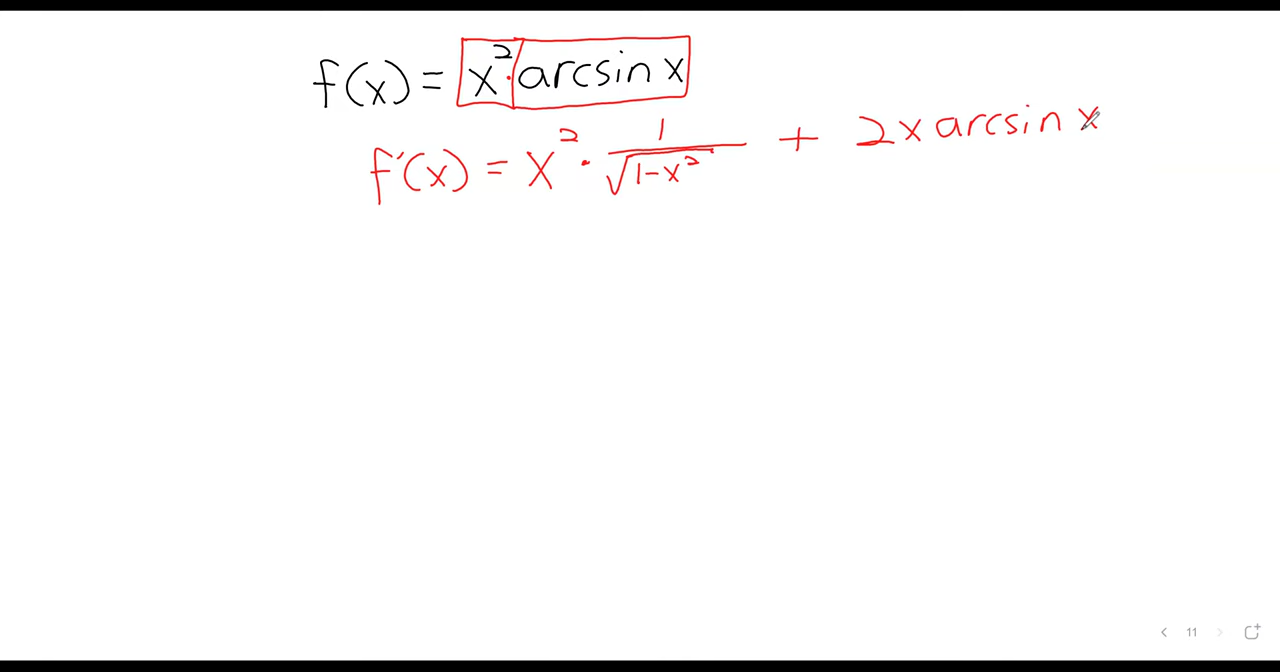 f(x) = x² · arcsin x
f'(x) = x² · 1/√(1-x²) + 2x arcsin x
11